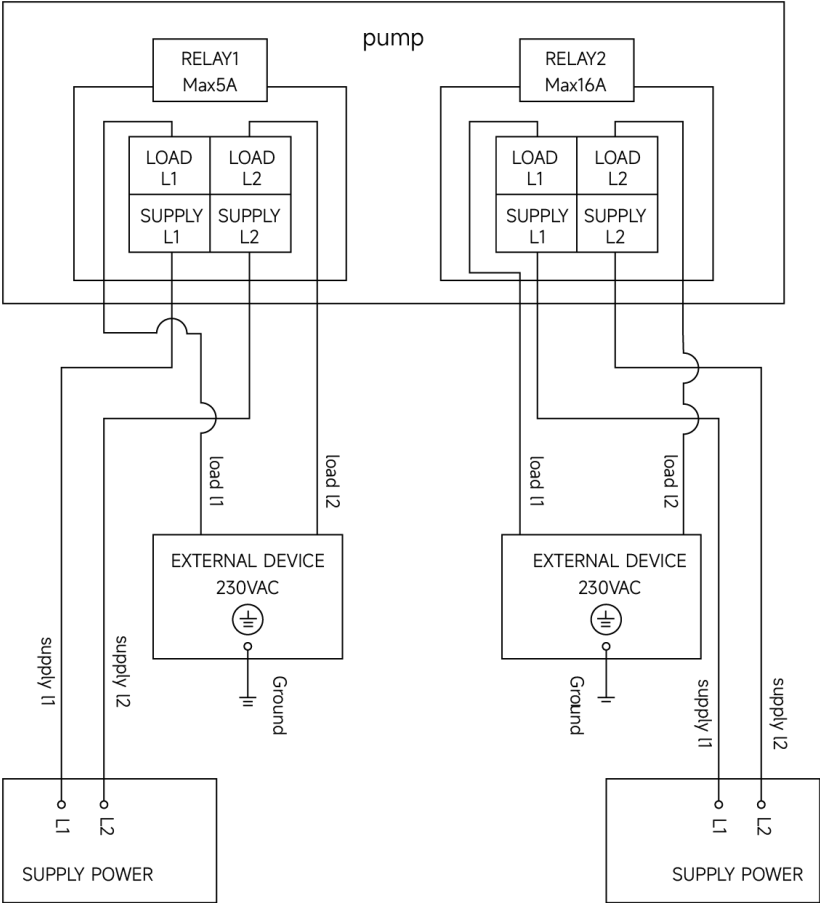 pump
RELAY1
Max5A
RELAY2
Max16A
LOAD
L1
LOAD
L2
SUPPLY
L1
SUPPLY
L2
LOAD
L1
LOAD
L2
SUPPLY
L1
SUPPLY
L2
load l1
load l2
load l1
load l2
EXTERNAL DEVICE
230VAC
EXTERNAL DEVICE
230VAC
supply l1
supply l2
Ground
Ground
supply l1
supply l2
L1
L2
SUPPLY POWER
L1
L2
SUPPLY POWER